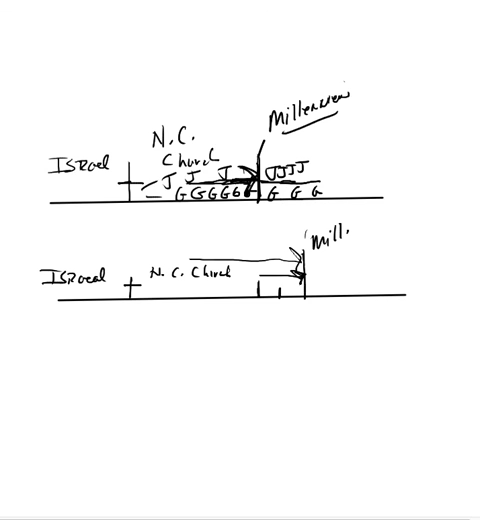 Millennium
N.C.
Church
Israel
J J J JJJJ
G G G G G G G G G
Mill.
Israel N. C. Church